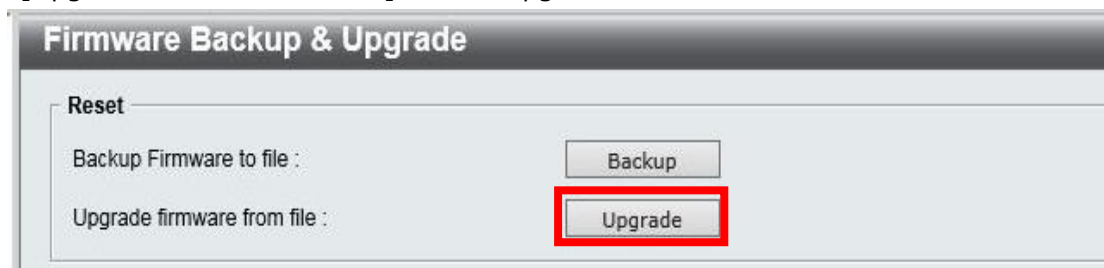 Firmware Backup & Upgrade
Reset
Backup Firmware to file :
Backup
Upgrade firmware from file :
Upgrade